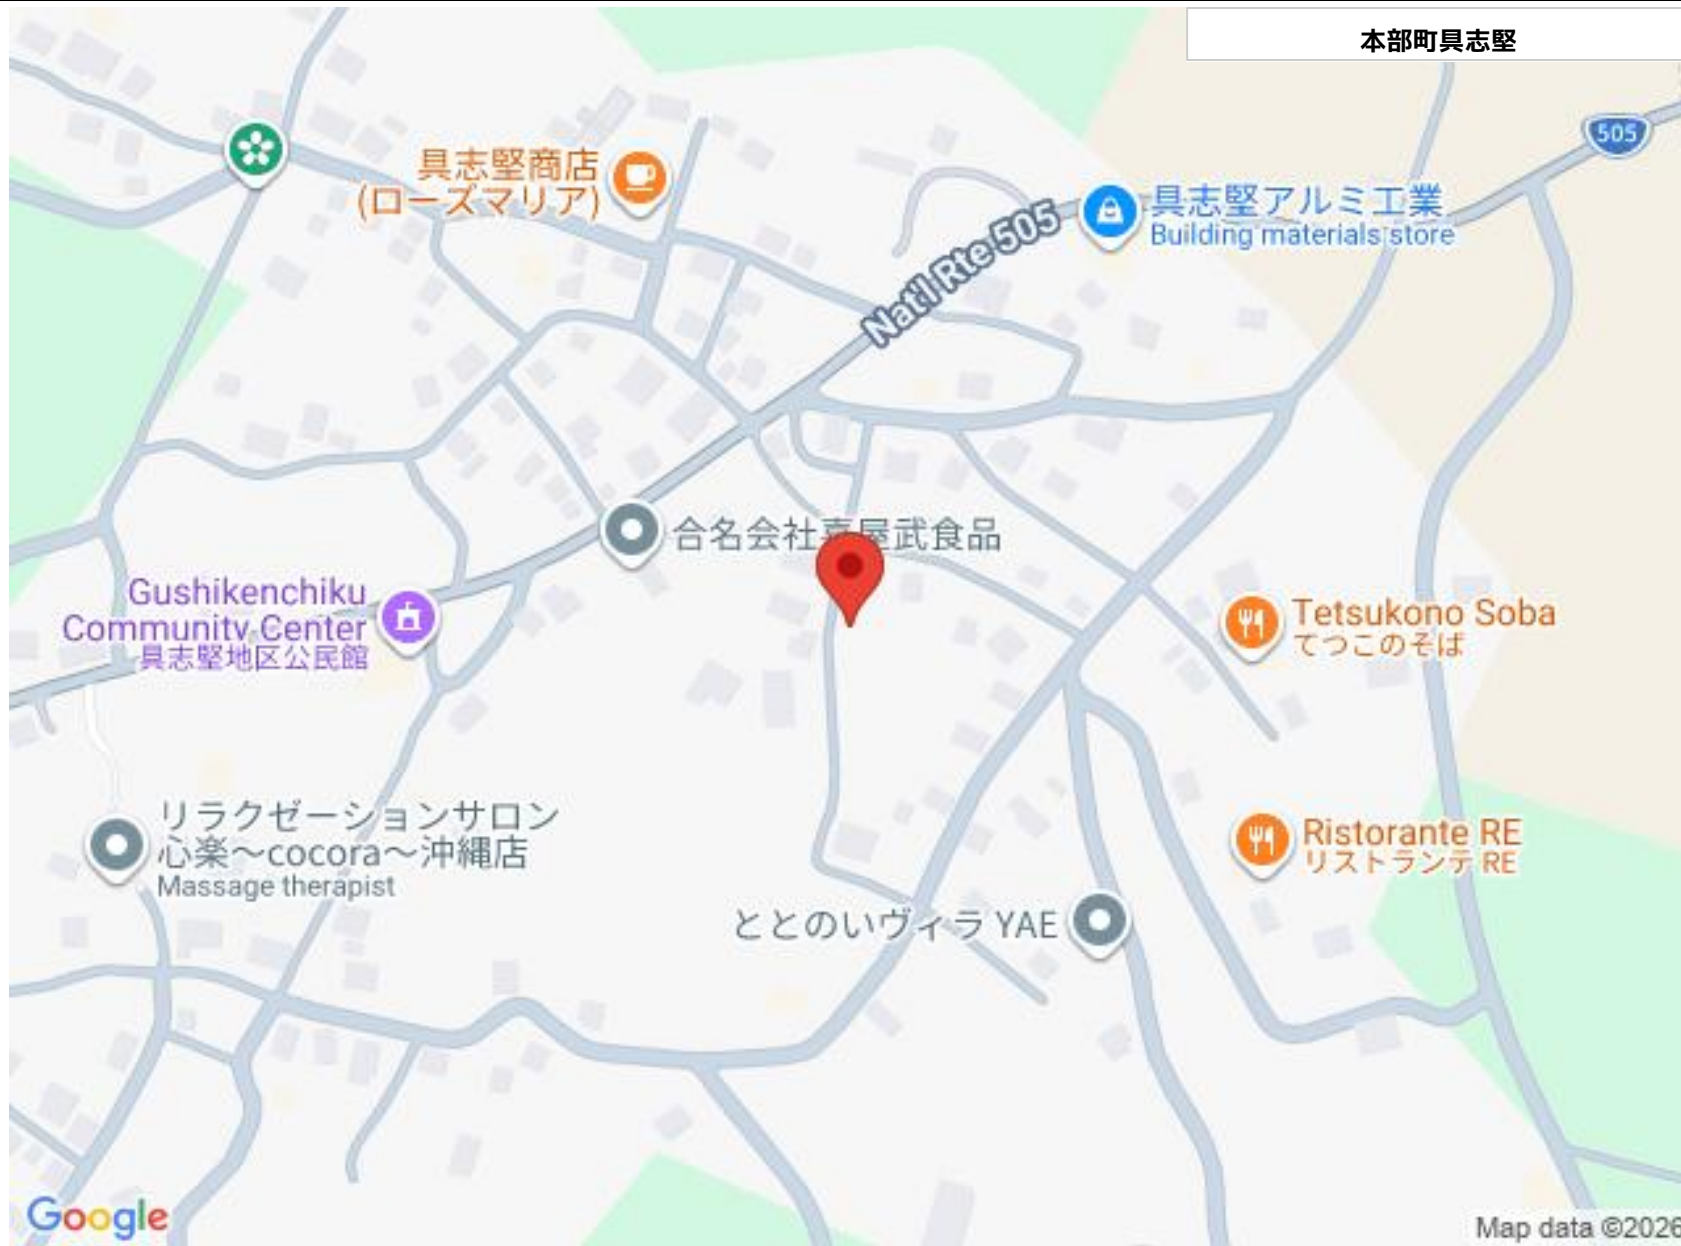 本部町具志堅
505
具志堅商店
(ローズマリア)
Nat'l Rte 505
具志堅アルミ工業
Building materials store
合名会社喜屋武食品
Gushikenchiku
Community Center
具志堅地区公民館
Tetsukono Soba
てつこのそば
リラクゼーションサロン
心楽〜cocora〜沖縄店
Massage therapist
Ristorante RE
リストランテ RE
ととのいヴィラ YAE
Google
Map data ©2026